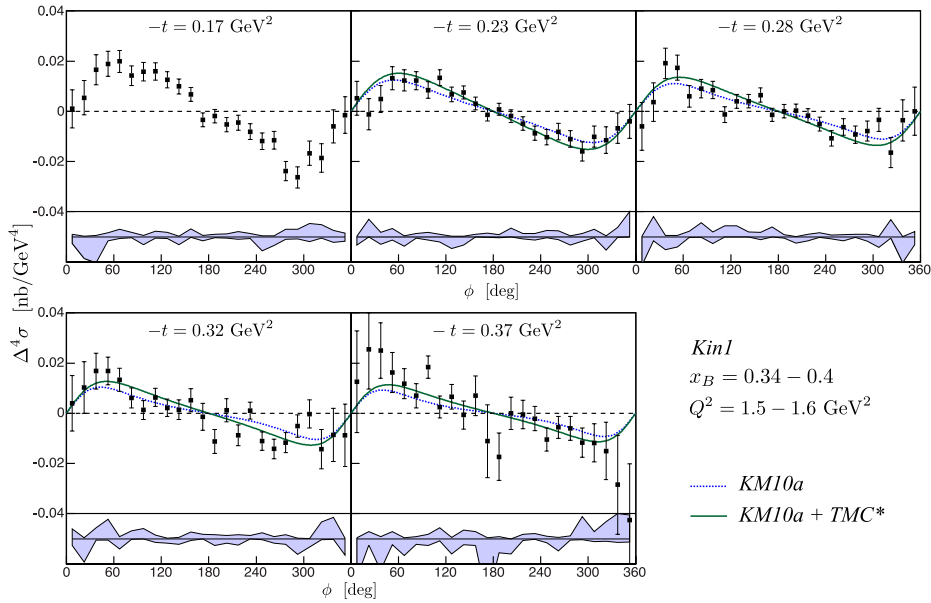 −t = 0.17 GeV²
−t = 0.23 GeV²
−t = 0.28 GeV²
0.04
0.02
0
-0.02
-0.04
0 60 120 180 240 300 0 60 120 180 240 300 0 60 120 180 240 300 360
ϕ [deg]
ϕ [deg]
Δ⁴σ [nb/GeV⁴]
−t = 0.32 GeV²
− t = 0.37 GeV²
0.04
0.02
0
-0.02
-0.04
0 60 120 180 240 300 0 60 120 180 240 300 360
ϕ [deg]
ϕ [deg]
Kin1
x_B = 0.34 − 0.4
Q² = 1.5 − 1.6 GeV²
KM10a
KM10a + TMC*